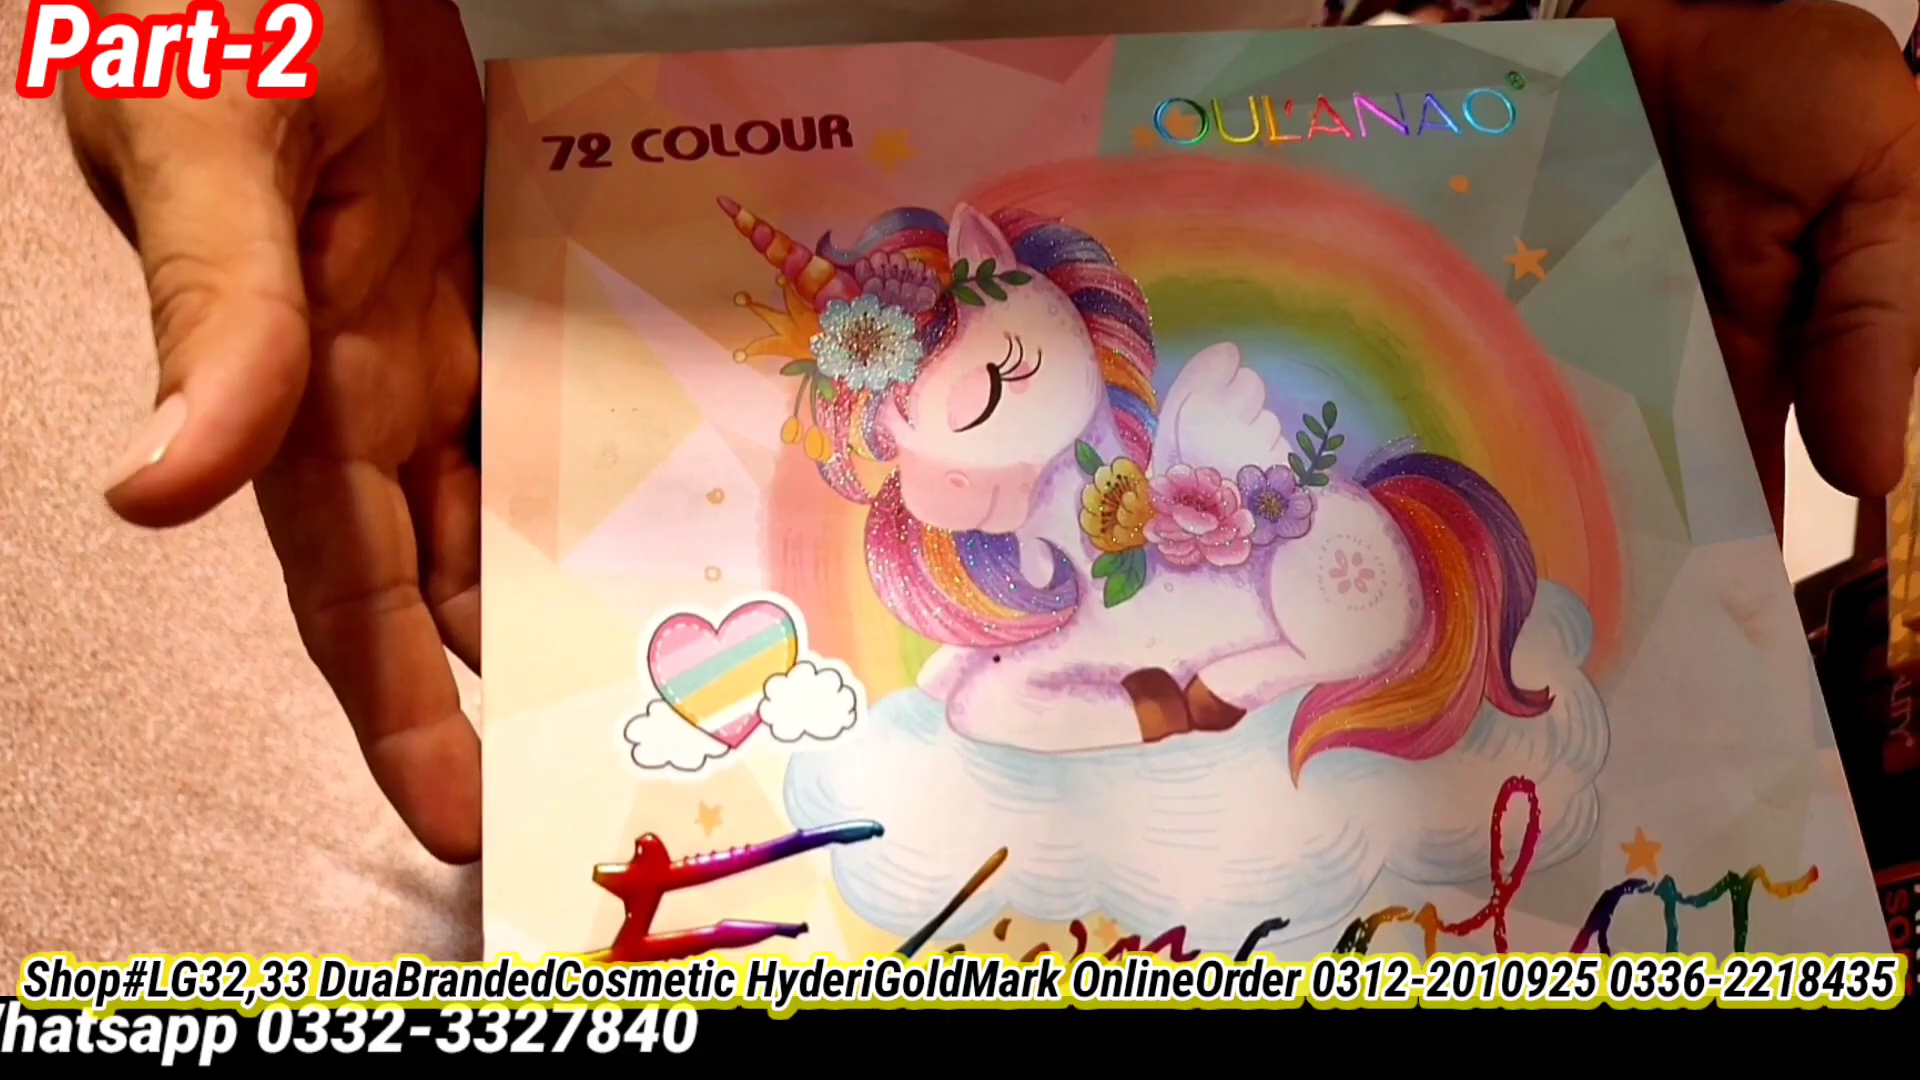 Part-2
72 COLOUR
OULANAO®
Shop#LG32,33 DuaBrandedCosmetic HyderiGoldMark OnlineOrder 0312-2010925 0336-2218435
hatsapp 0332-3327840